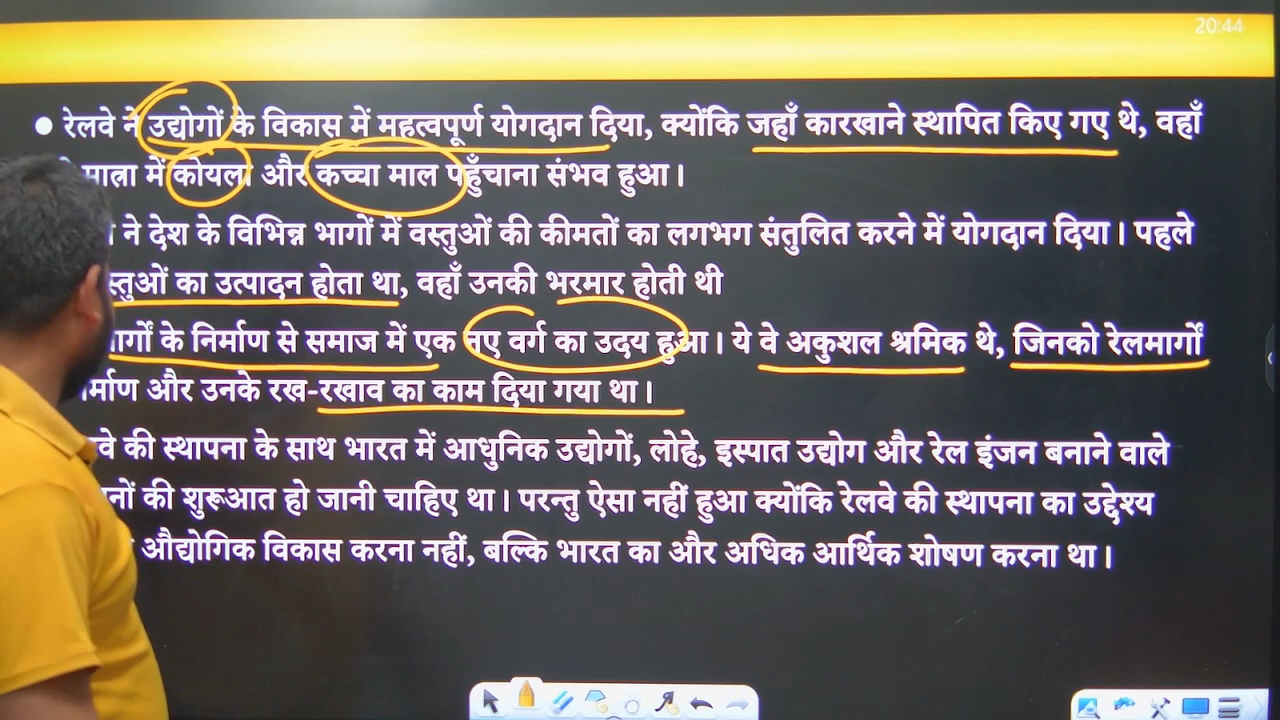 20:44
● रेलवे ने उद्योगों के विकास में महत्वपूर्ण योगदान दिया, क्योंकि जहाँ कारखाने स्थापित किए गए थे, वहाँ
मात्रा में कोयला और कच्चा माल पहुँचाना संभव हुआ।
ने देश के विभिन्न भागों में वस्तुओं की कीमतों का लगभग संतुलित करने में योगदान दिया। पहले
का उत्पादन होता था, वहाँ उनकी भरमार होती थी
के निर्माण से समाज में एक नए वर्ग का उदय हुआ। ये वे अकुशल श्रमिक थे, जिनको रेलमार्गों
और उनके रख-रखाव का काम दिया गया था।
की स्थापना के साथ भारत में आधुनिक उद्योगों, लोहे, इस्पात उद्योग और रेल इंजन बनाने वाले
की शुरूआत हो जानी चाहिए था। परन्तु ऐसा नहीं हुआ क्योंकि रेलवे की स्थापना का उद्देश्य
औद्योगिक विकास करना नहीं, बल्कि भारत का और अधिक आर्थिक शोषण करना था।